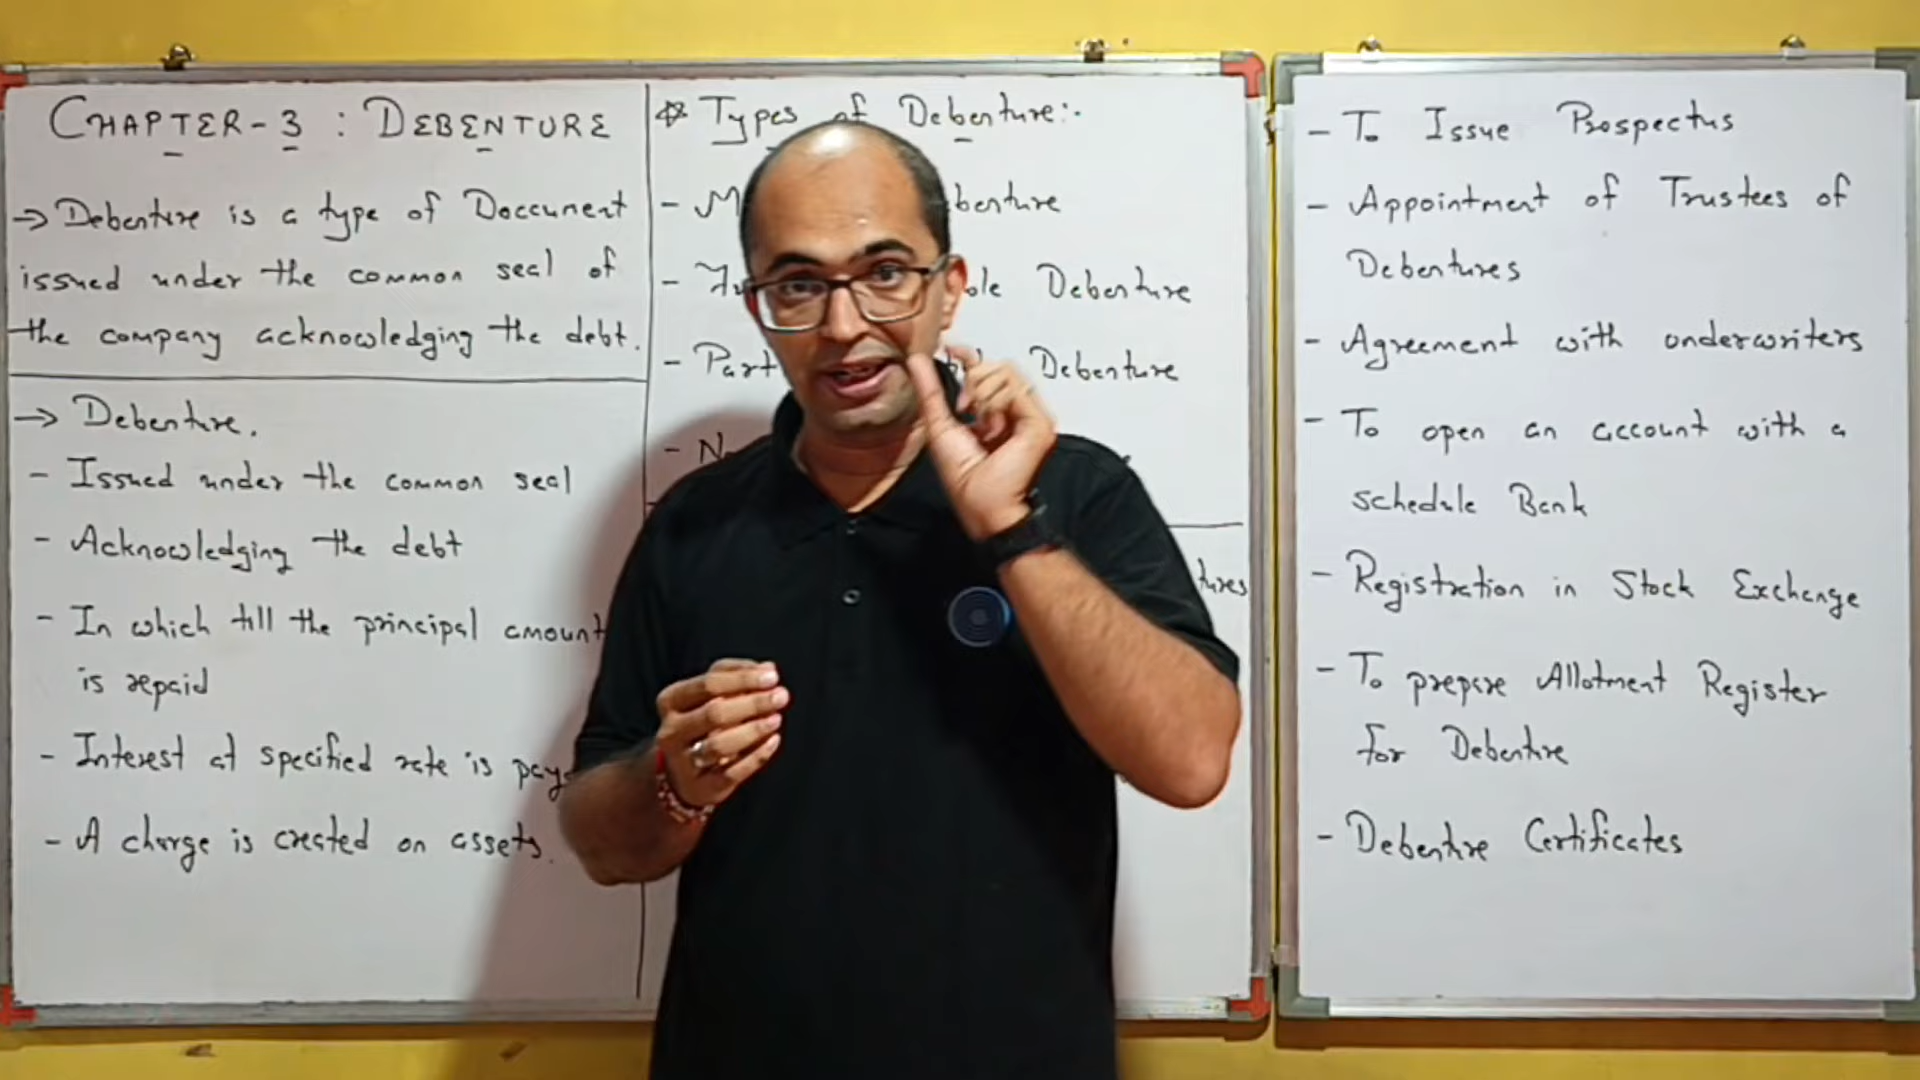 CHAPTER-3 : DEBENTURE
→ Debenture is a type of Doccument
issued under the common seal of
the company acknowledging the debt.
→ Debenture.
- Issued under the common seal
- Acknowledging the debt
- In which till the principal amount
is repaid
- Interest at specified rate is
- A charge is created on assets.
Types of Debenture:-
- Debenture
- Part Debenture
- To Issue Prospectus
- Appointment of Trustees of
Debentures
- Agreement with underwriters
- To open an account with a
schedule Bank
- Registration in Stock Exchange
- To prepare Allotment Register
for Debenture
- Debenture Certificates